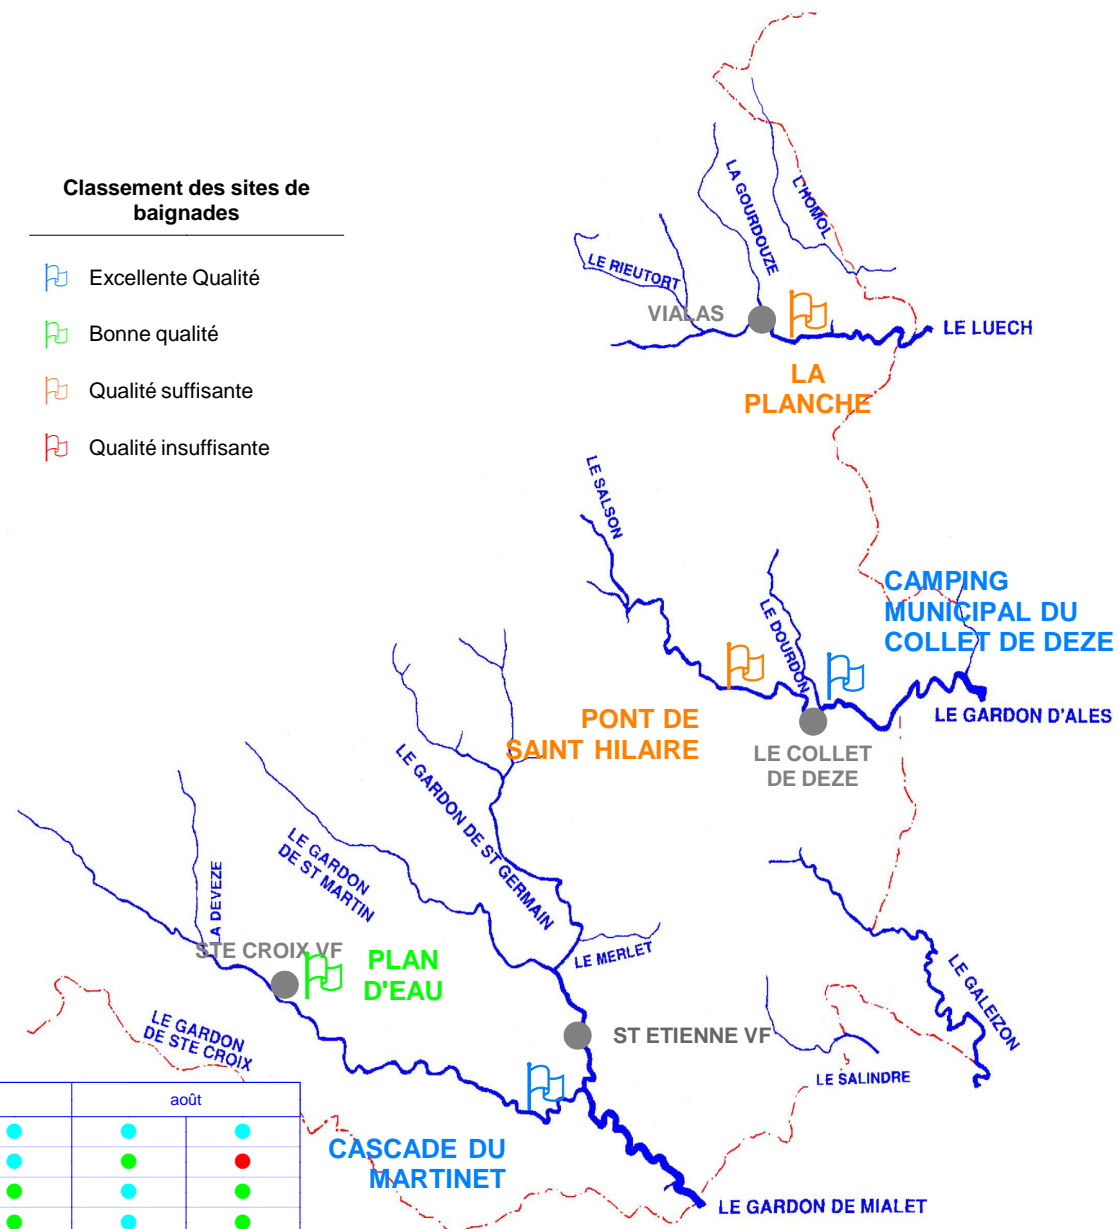 Classement des sites de
baignades
Excellente Qualité
Bonne qualité
Qualité suffisante
Qualité insuffisante
LA GOURDOUZE
L'HOMOL
LE RIEUTORT
VIALAS
LE LUECH
LA
PLANCHE
LE SALSON
LE DOURDON
CAMPING
MUNICIPAL DU
COLLET DE DEZE
LE GARDON D'ALES
PONT DE
SAINT HILAIRE
LE COLLET
DE DEZE
LE GARDON DE ST GERMAIN
LE GARDON
DE ST MARTIN
LA DEVEZE
STE CROIX VF
PLAN
D'EAU
LE MERLET
LE GALEIZON
LE GARDON
DE STE CROIX
ST ETIENNE VF
LE SALINDRE
août
CASCADE DU
MARTINET
LE GARDON DE MIALET